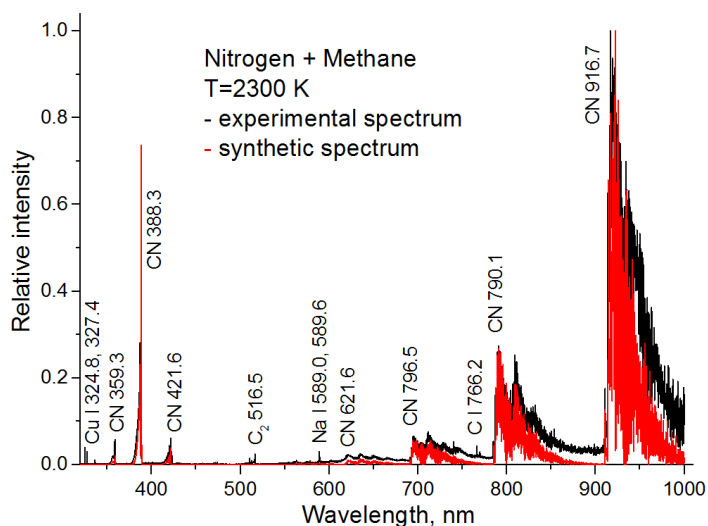 Nitrogen + Methane
T=2300 K
- experimental spectrum
- synthetic spectrum
Relative intensity
1.0
0.8
0.6
0.4
0.2
0.0
Cu I 324.8, 327.4
CN 359.3
CN 388.3
CN 421.6
C₂ 516.5
Na I 589.0, 589.6
CN 621.6
CN 796.5
C I 766.2
CN 790.1
CN 916.7
400 500 600 700 800 900 1000
Wavelength, nm